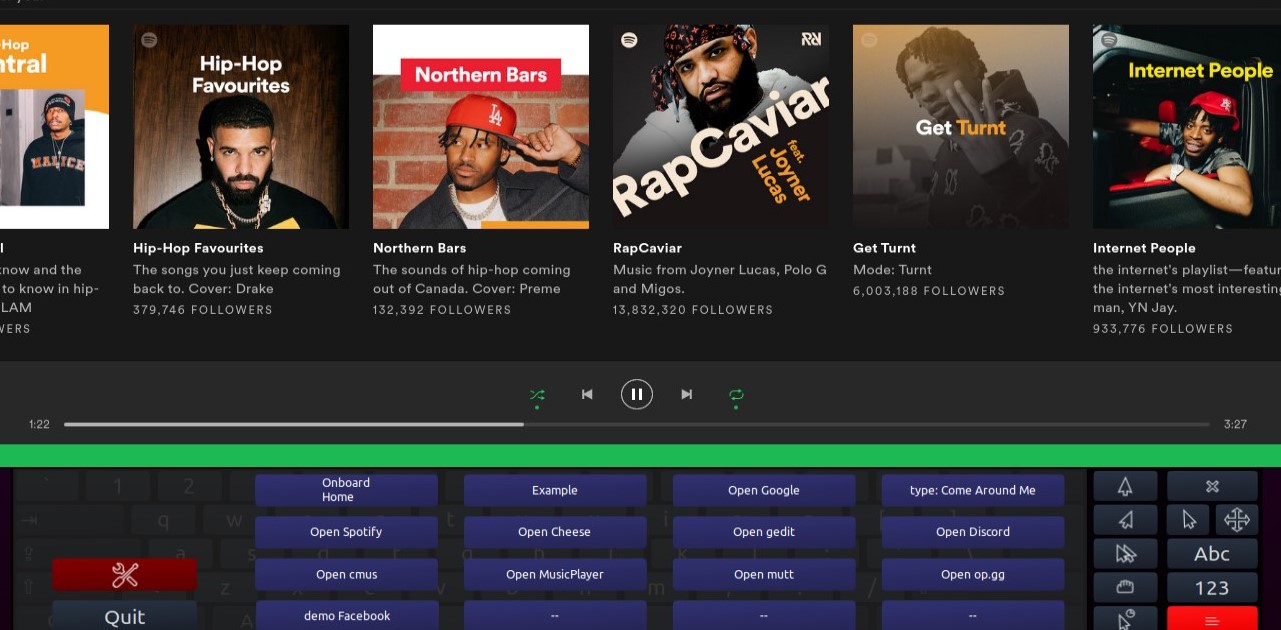 -Hop
ntral
Hip-Hop
Favourites
Northern Bars
RapCaviar
feat.
Joyner
Lucas
Get Turnt
Internet People
MALICE
LA
l
know and the
to know in hip-
LAM
WERS
Hip-Hop Favourites
The songs you just keep coming
back to. Cover: Drake
379,746 FOLLOWERS
Northern Bars
The sounds of hip-hop coming
out of Canada. Cover: Preme
132,392 FOLLOWERS
RapCaviar
Music from Joyner Lucas, Polo G
and Migos.
13,832,320 FOLLOWERS
Get Turnt
Mode: Turnt
6,003,188 FOLLOWERS
Internet People
the internet's playlist—featur
the internet's most interesting
man, YN Jay.
933,776 FOLLOWERS
1:22
3:27
1 2
Onboard
Home
Example
Open Google
type: Come Around Me
q w t i
Open Spotify
Open Cheese
Open gedit
Open Discord
Abc
a s
Open cmus
Open MusicPlayer
Open mutt
Open op.gg
123
z m /
Quit
demo Facebook
--
--
--